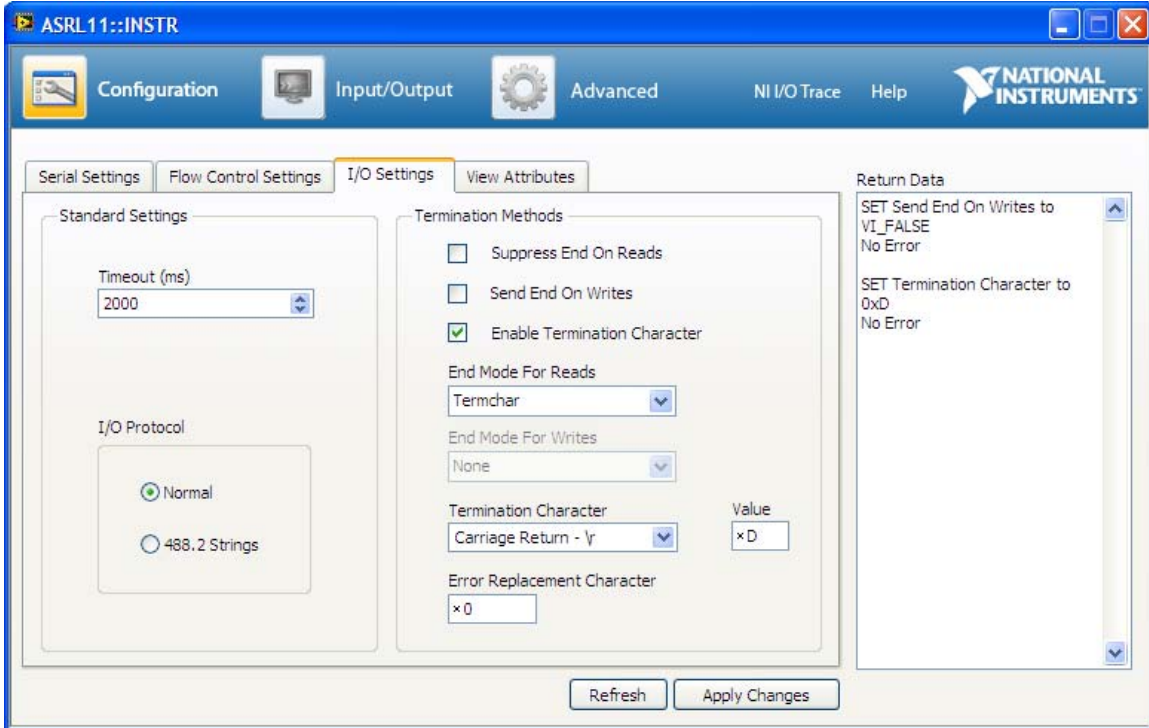 ASRL11::INSTR
Configuration
Input/Output
Advanced
NI I/O Trace
Help
NATIONAL
INSTRUMENTS
Serial Settings
Flow Control Settings
I/O Settings
View Attributes
Standard Settings
Timeout (ms)
2000
I/O Protocol
Normal
488.2 Strings
Termination Methods
Suppress End On Reads
Send End On Writes
Enable Termination Character
End Mode For Reads
Termchar
End Mode For Writes
None
Termination Character
Carriage Return - \r
Value
×D
Error Replacement Character
×0
Return Data
SET Send End On Writes to
VI_FALSE
No Error
SET Termination Character to
0xD
No Error
Refresh
Apply Changes